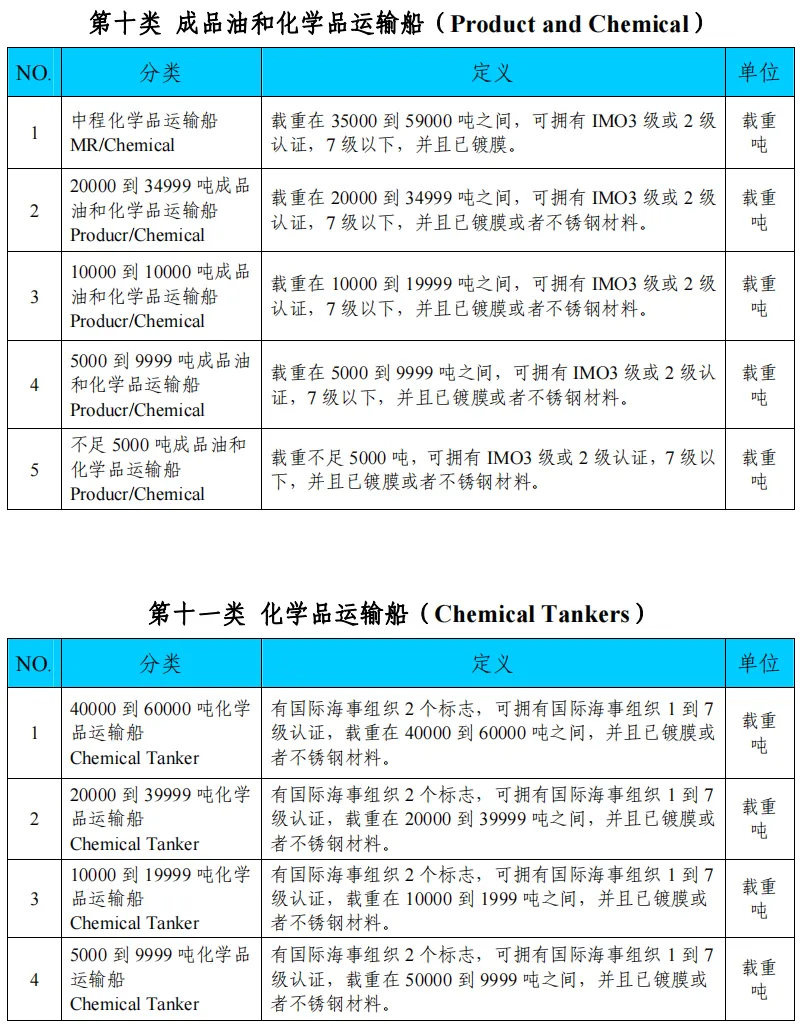 第十类 成品油和化学品运输船（Product and Chemical）
NO. 分类 定义 单位
1
中程化学品运输船
MR/Chemical
载重在 35000 到 59000 吨之间，可拥有 IMO3 级或 2 级
认证，7 级以下，并且已镀膜。
载重
吨
2
20000 到 34999 吨成品
油和化学品运输船
Producr/Chemical
载重在 20000 到 34999 吨之间，可拥有 IMO3 级或 2 级
认证，7 级以下，并且已镀膜或者不锈钢材料。
载重
吨
3
10000 到 10000 吨成品
油和化学品运输船
Producr/Chemical
载重在 10000 到 19999 吨之间，可拥有 IMO3 级或 2 级
认证，7 级以下，并且已镀膜或者不锈钢材料。
载重
吨
4
5000 到 9999 吨成品油
和化学品运输船
Producr/Chemical
载重在 5000 到 9999 吨之间，可拥有 IMO3 级或 2 级认
证，7 级以下，并且已镀膜或者不锈钢材料。
载重
吨
5
不足 5000 吨成品油和
化学品运输船
Producr/Chemical
载重不足 5000 吨，可拥有 IMO3 级或 2 级认证，7 级以
下，并且已镀膜或者不锈钢材料。
载重
吨
第十一类 化学品运输船（Chemical Tankers）
NO. 分类 定义 单位
1
40000 到 60000 吨化学
品运输船
Chemical Tanker
有国际海事组织 2 个标志，可拥有国际海事组织 1 到 7
级认证，载重在 40000 到 60000 吨之间，并且已镀膜或
者不锈钢材料。
载重
吨
2
20000 到 39999 吨化学
品运输船
Chemical Tanker
有国际海事组织 2 个标志，可拥有国际海事组织 1 到 7
级认证，载重在 20000 到 39999 吨之间，并且已镀膜或
者不锈钢材料。
载重
吨
3
10000 到 19999 吨化学
品运输船
Chemical Tanker
有国际海事组织 2 个标志，可拥有国际海事组织 1 到 7
级认证，载重在 10000 到 1999 吨之间，并且已镀膜或
者不锈钢材料。
载重
吨
4
5000 到 9999 吨化学品
运输船
Chemical Tanker
有国际海事组织 2 个标志，可拥有国际海事组织 1 到 7
级认证，载重在 50000 到 9999 吨之间，并且已镀膜或
者不锈钢材料。
载重
吨